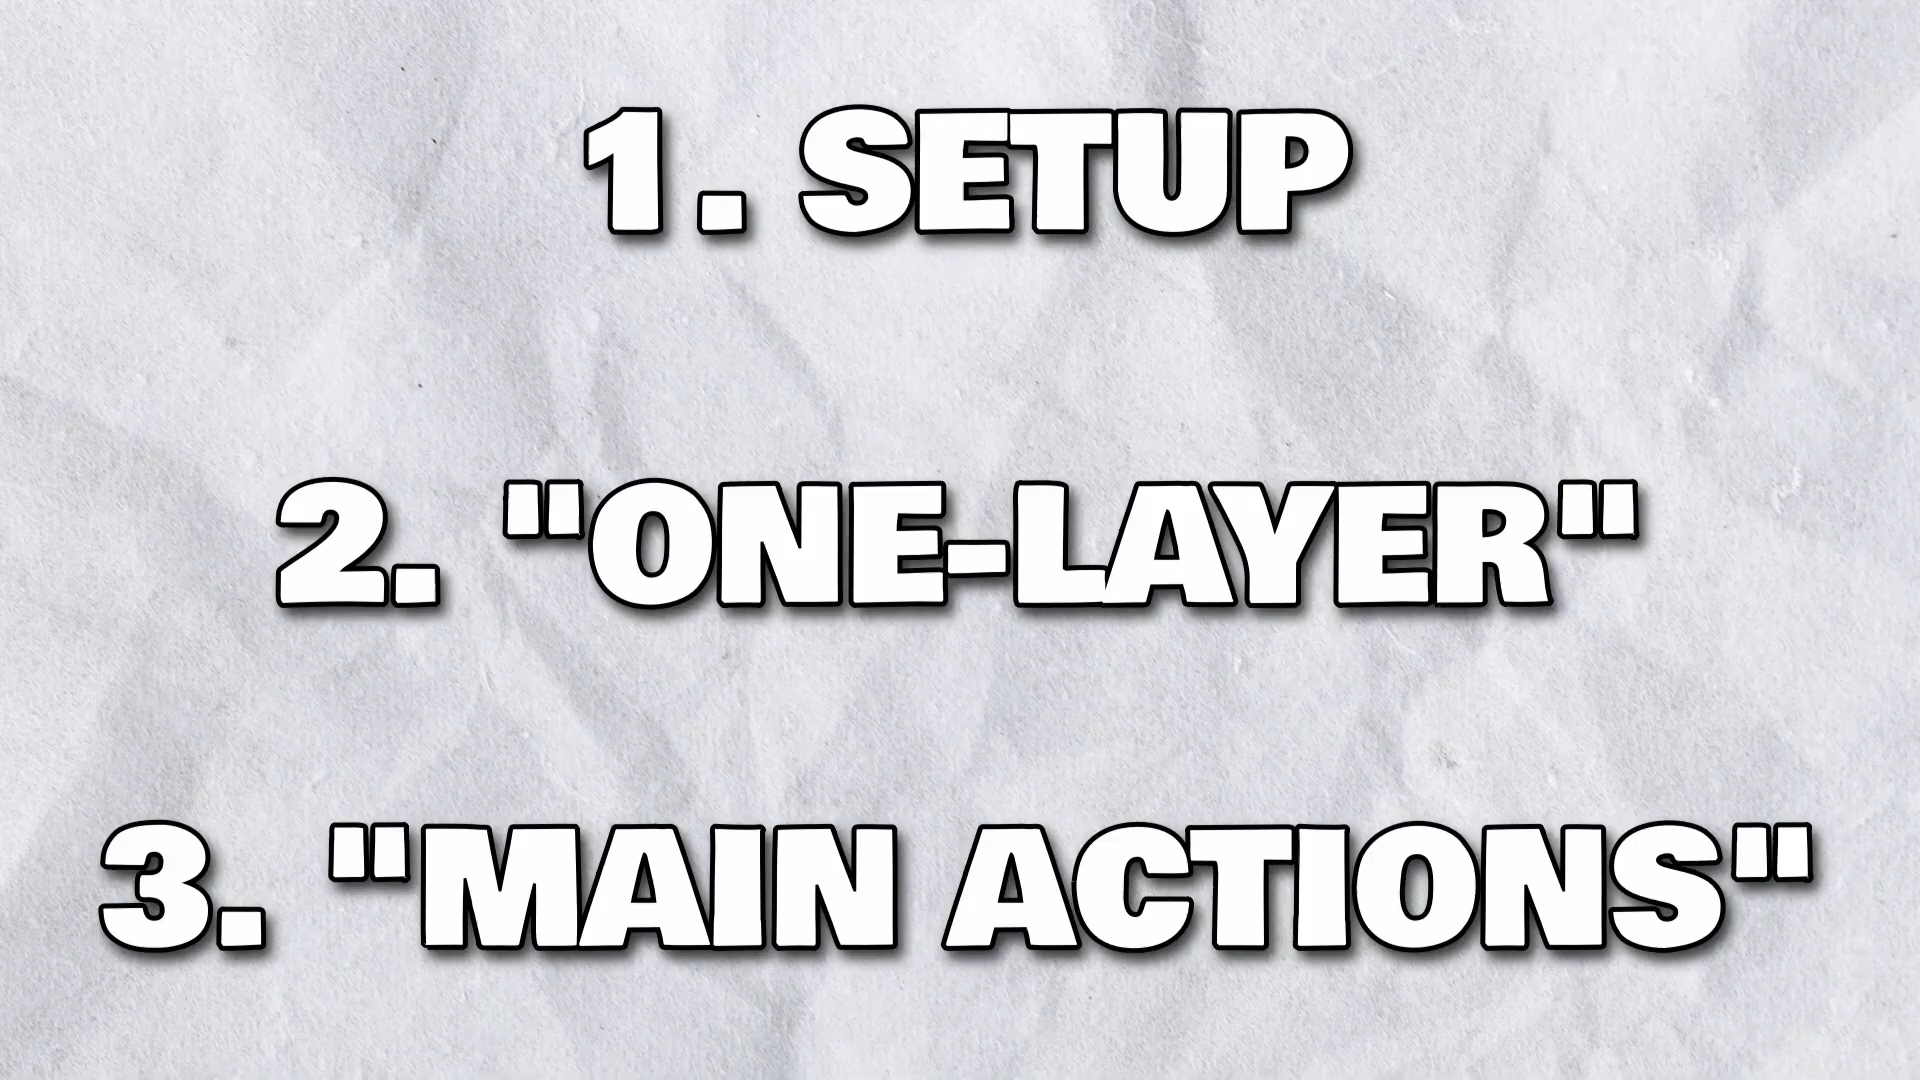 1. SETUP
2. "ONE-LAYER"
3. "MAIN ACTIONS"